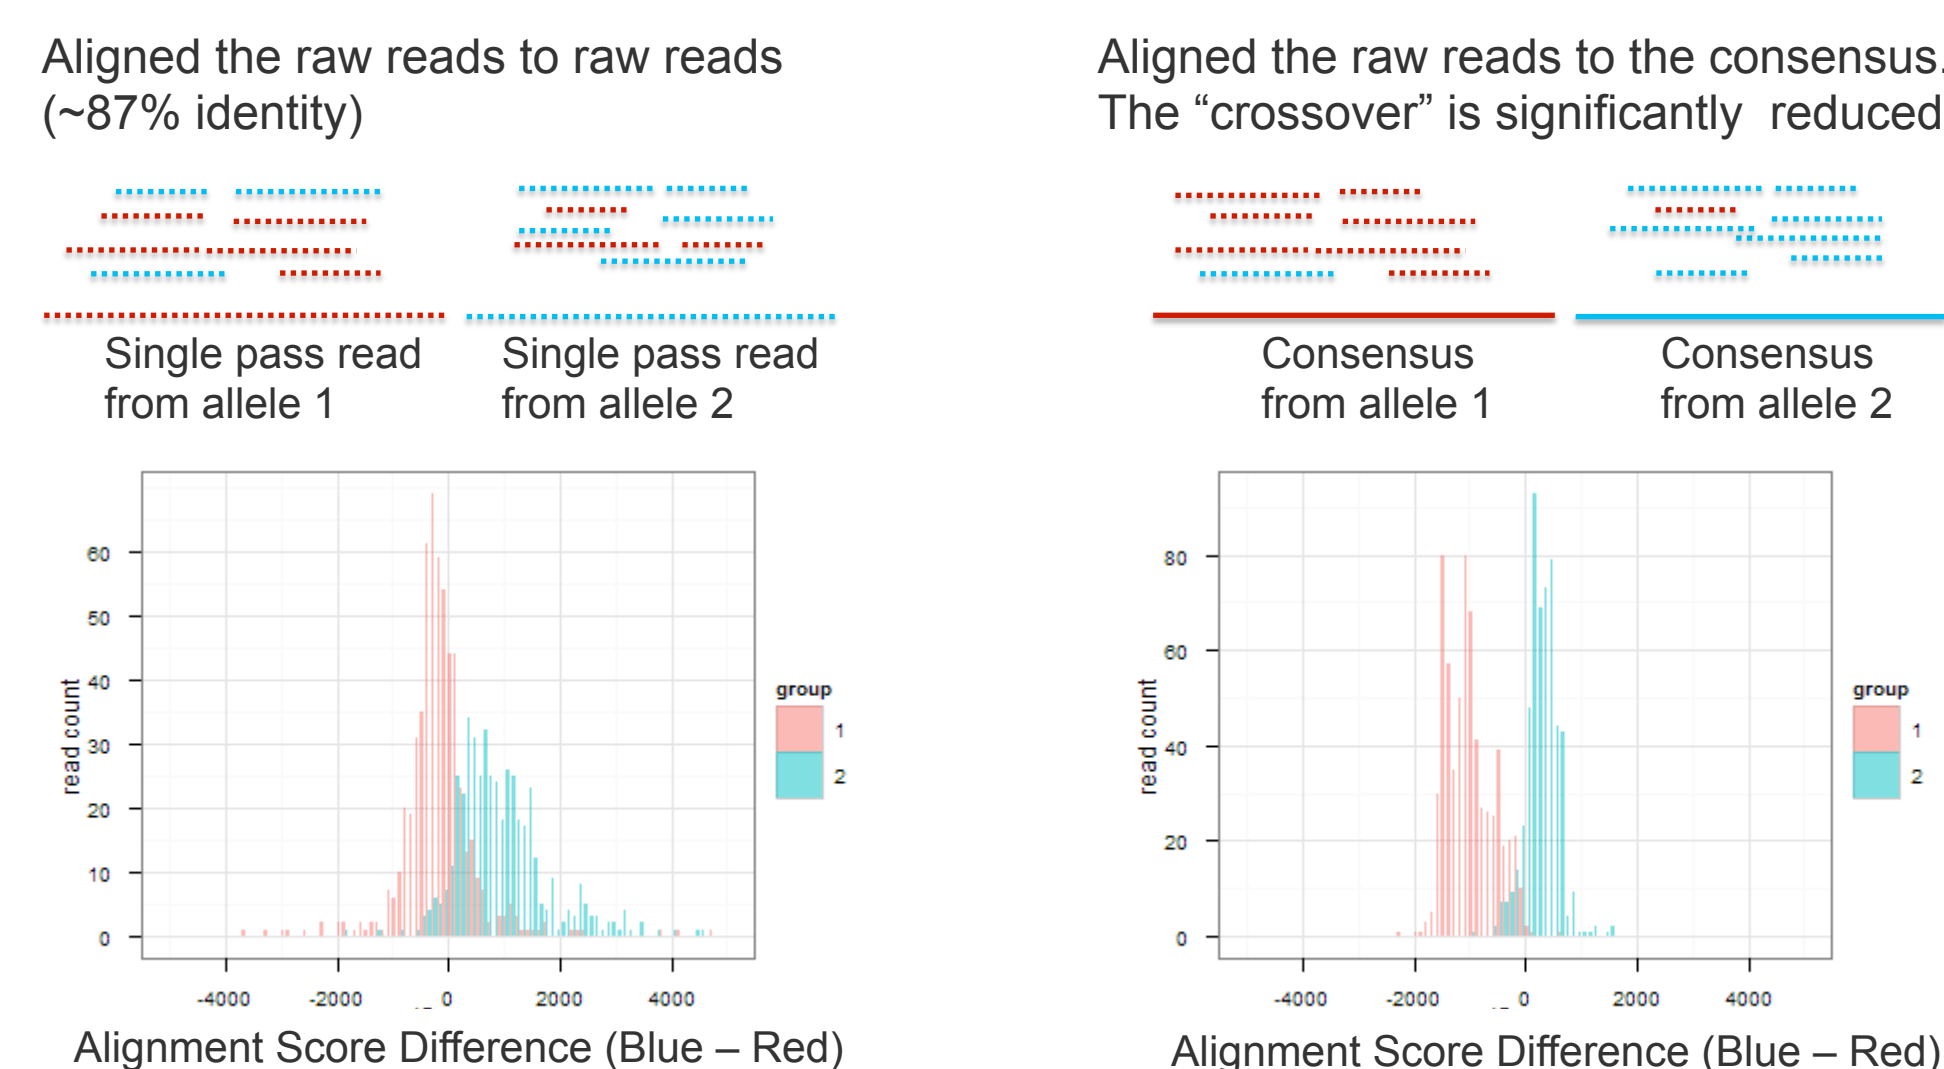 Aligned the raw reads to raw reads
(~87% identity)
Single pass read
from allele 1
Single pass read
from allele 2
60
50
40
30
20
10
0
read count
-4000
-2000
0
2000
4000
group
1
2
Alignment Score Difference (Blue – Red)
Aligned the raw reads to the consensus.
The “crossover” is significantly  reduced
Consensus
from allele 1
Consensus
from allele 2
80
60
40
20
0
read count
-4000
-2000
0
2000
4000
group
1
2
Alignment Score Difference (Blue – Red)